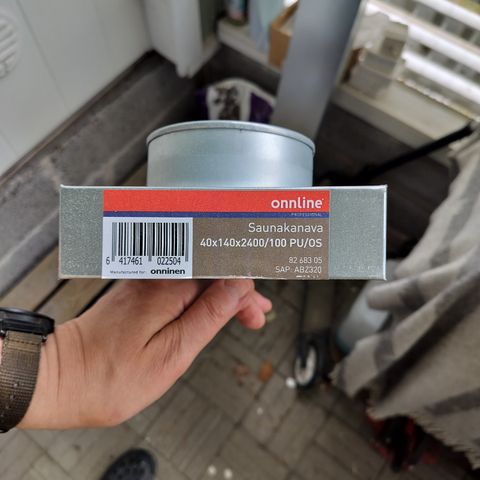 onnline®
PROFESSIONAL
Saunakanava
40x140x2400/100 PU/OS
82 683 05
SAP: ABZ320
6 417461 022504
Manufactured for: onninen